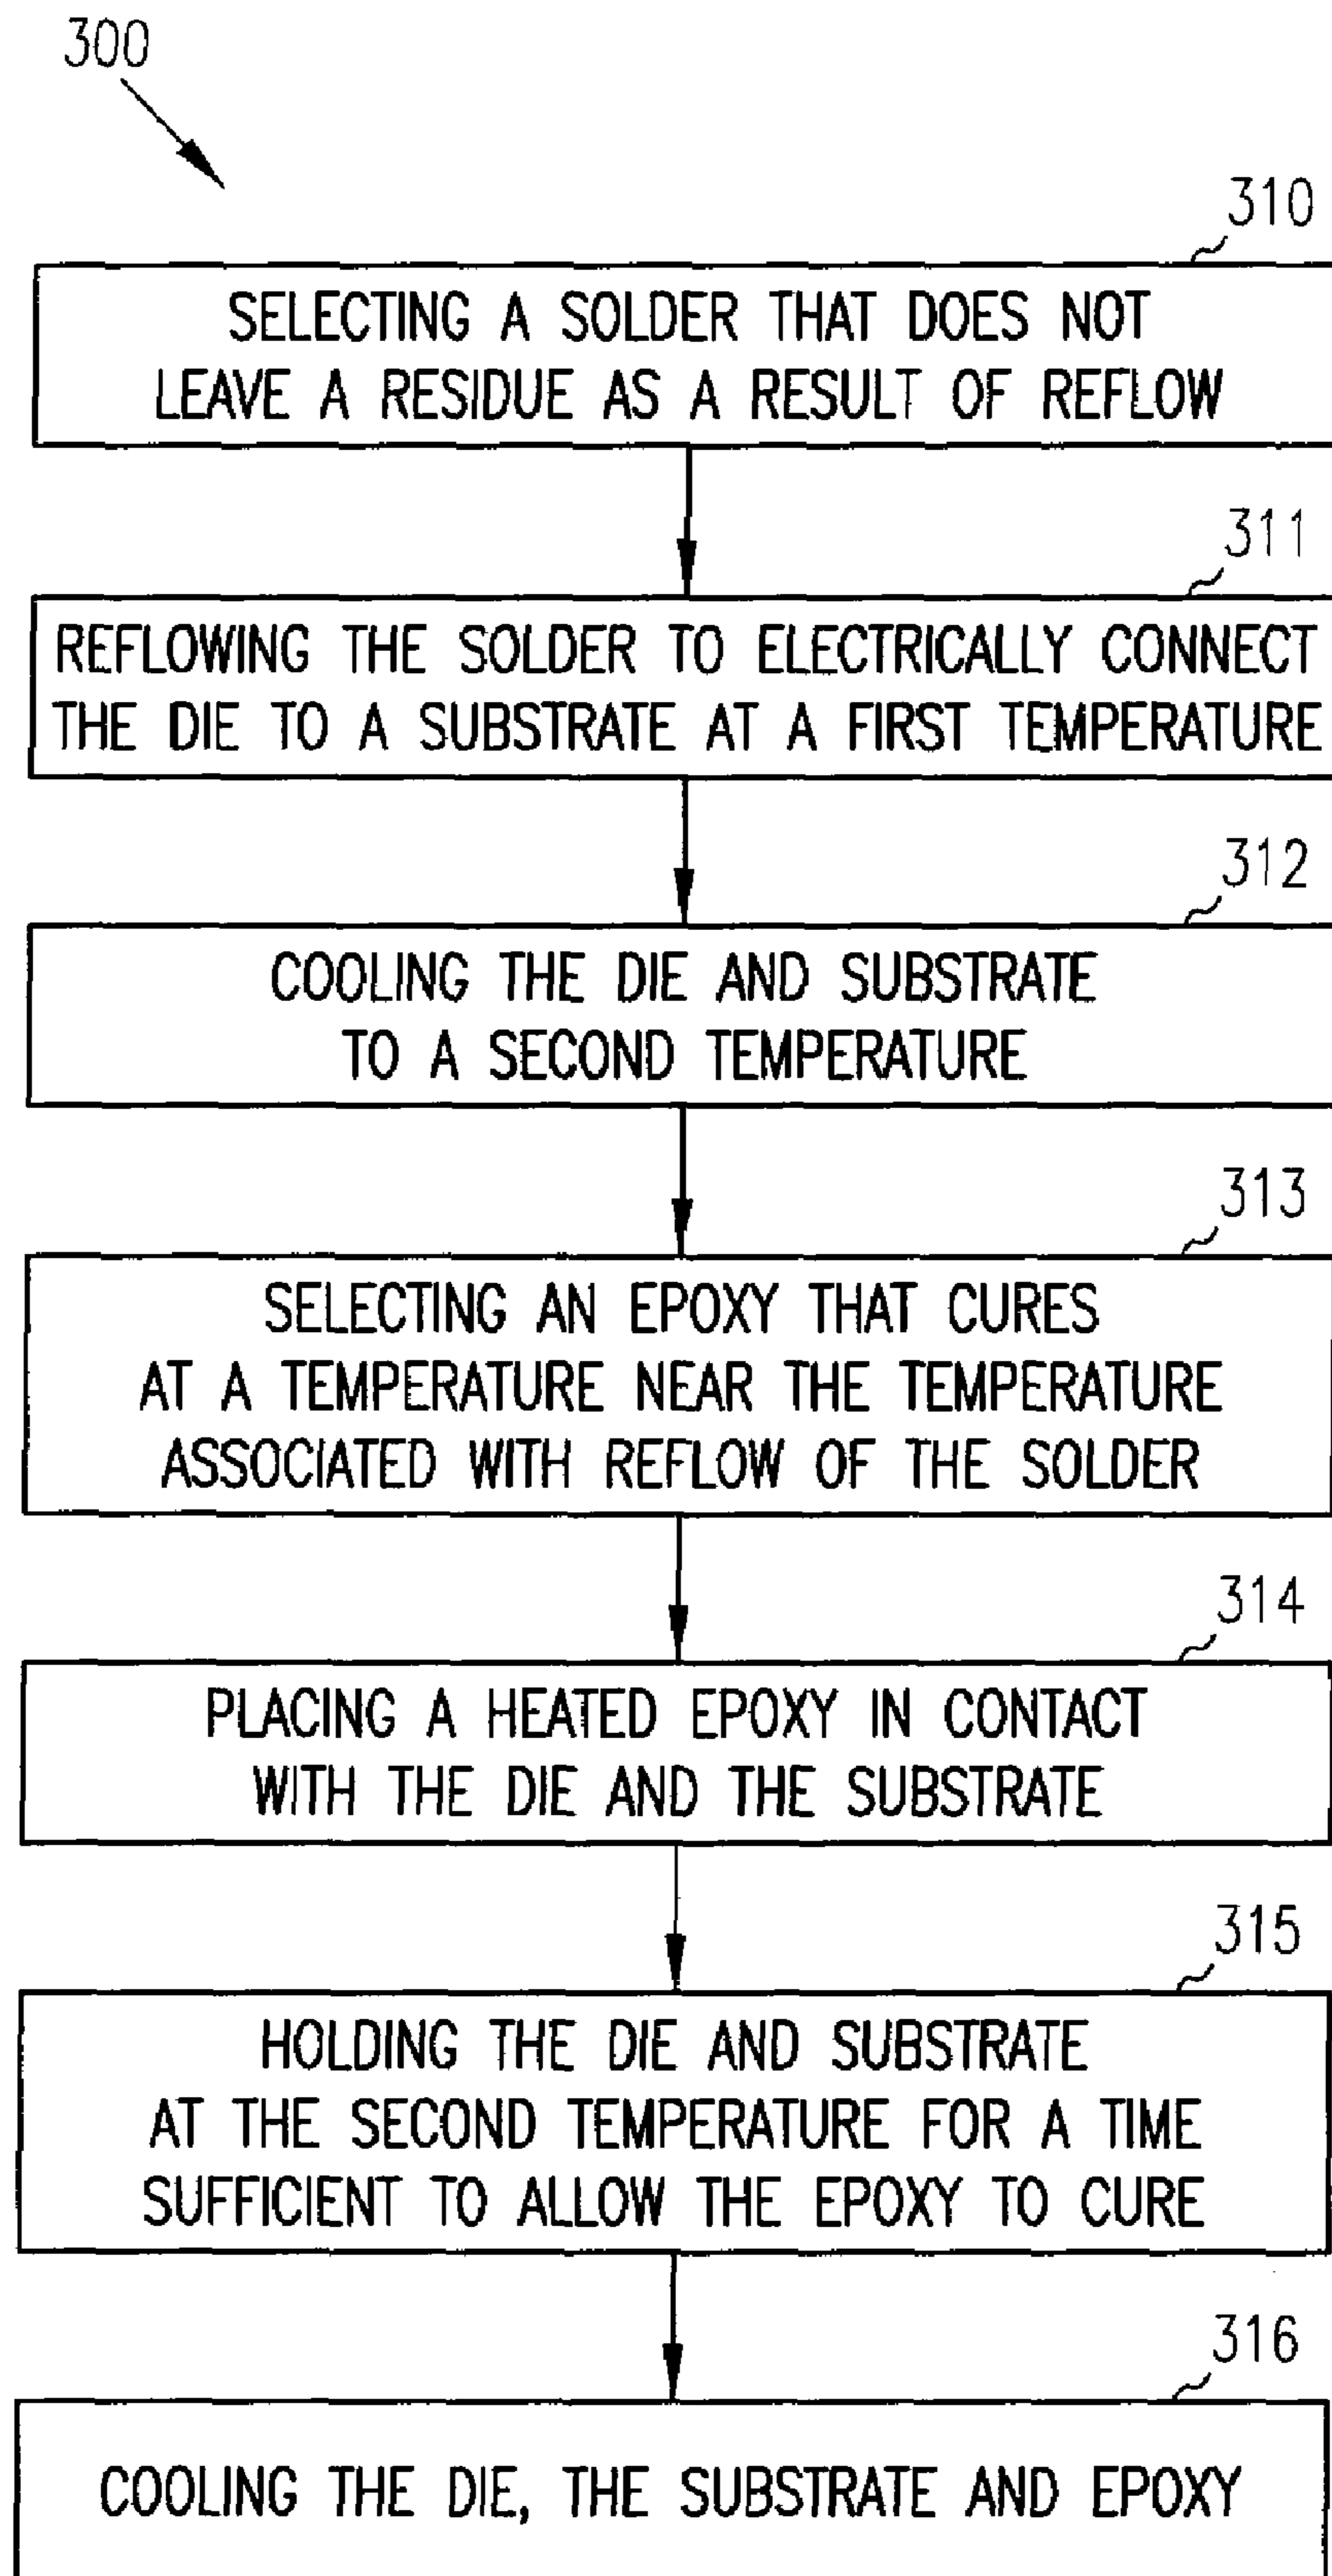 300
310
SELECTING A SOLDER THAT DOES NOT
LEAVE A RESIDUE AS A RESULT OF REFLOW
311
REFLOWING THE SOLDER TO ELECTRICALLY CONNECT
THE DIE TO A SUBSTRATE AT A FIRST TEMPERATURE
312
COOLING THE DIE AND SUBSTRATE
TO A SECOND TEMPERATURE
313
SELECTING AN EPOXY THAT CURES
AT A TEMPERATURE NEAR THE TEMPERATURE
ASSOCIATED WITH REFLOW OF THE SOLDER
314
PLACING A HEATED EPOXY IN CONTACT
WITH THE DIE AND THE SUBSTRATE
315
HOLDING THE DIE AND SUBSTRATE
AT THE SECOND TEMPERATURE FOR A TIME
SUFFICIENT TO ALLOW THE EPOXY TO CURE
316
COOLING THE DIE, THE SUBSTRATE AND EPOXY